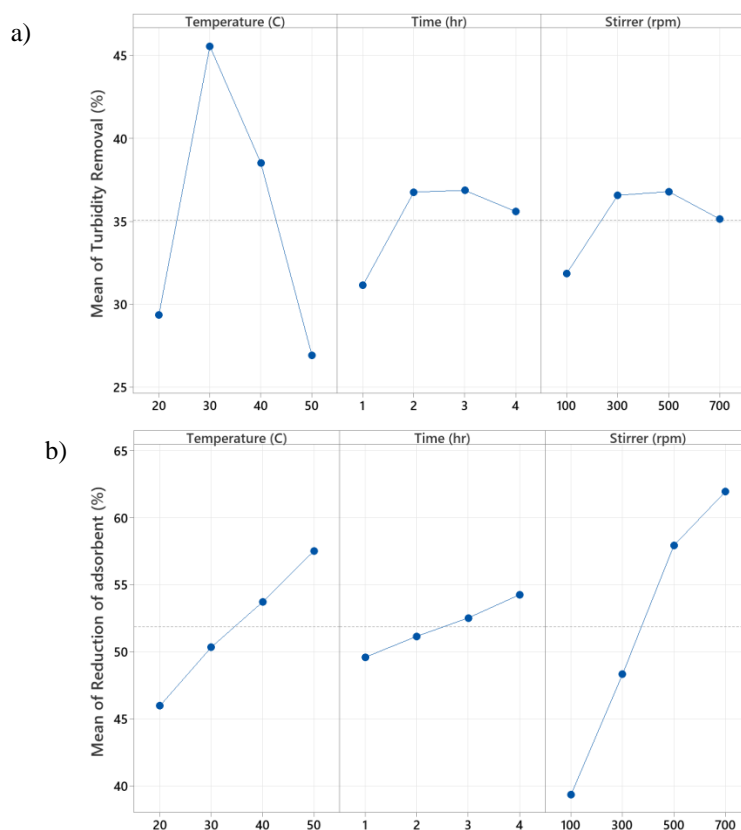 a)
Temperature (C) Time (hr) Stirrer (rpm)
Mean of Turbidity Removal (%)
45
40
35
30
25
20 30 40 50 1 2 3 4 100 300 500 700
b)
Temperature (C) Time (hr) Stirrer (rpm)
Mean of Reduction of adsorbent (%)
65
60
55
50
45
40
20 30 40 50 1 2 3 4 100 300 500 700